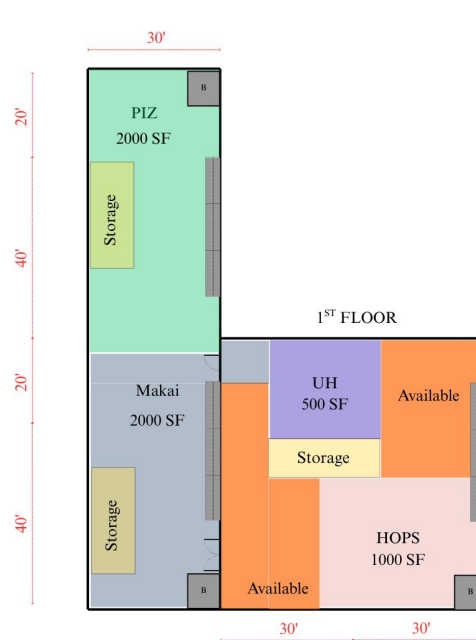 30'
B
20'
PIZ
2000 SF
Storage
40'
1ST FLOOR
20'
Makai
2000 SF
UH
500 SF
Available
Storage
Storage
40'
HOPS
1000 SF
Available
B
B
30'
30'